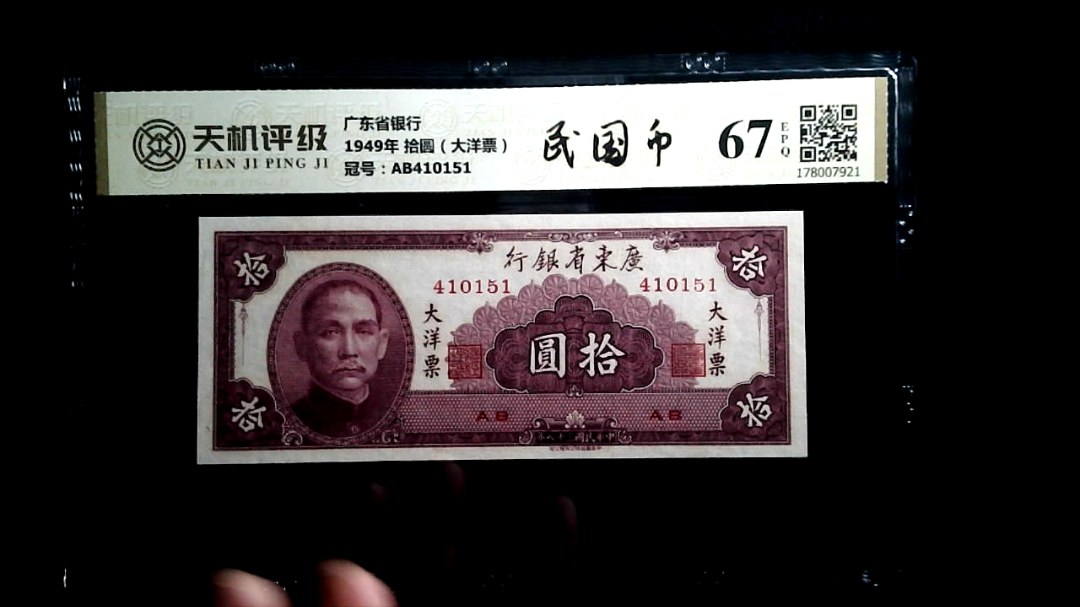 天机评级
TIAN JI PING JI
广东省银行
1949年 拾圆（大洋票）
冠号：AB410151
民国币
67
EPQ
178007921
拾
行銀省東廣
拾
410151
410151
大洋票
圓拾
大洋票
AB
AB
拾
拾